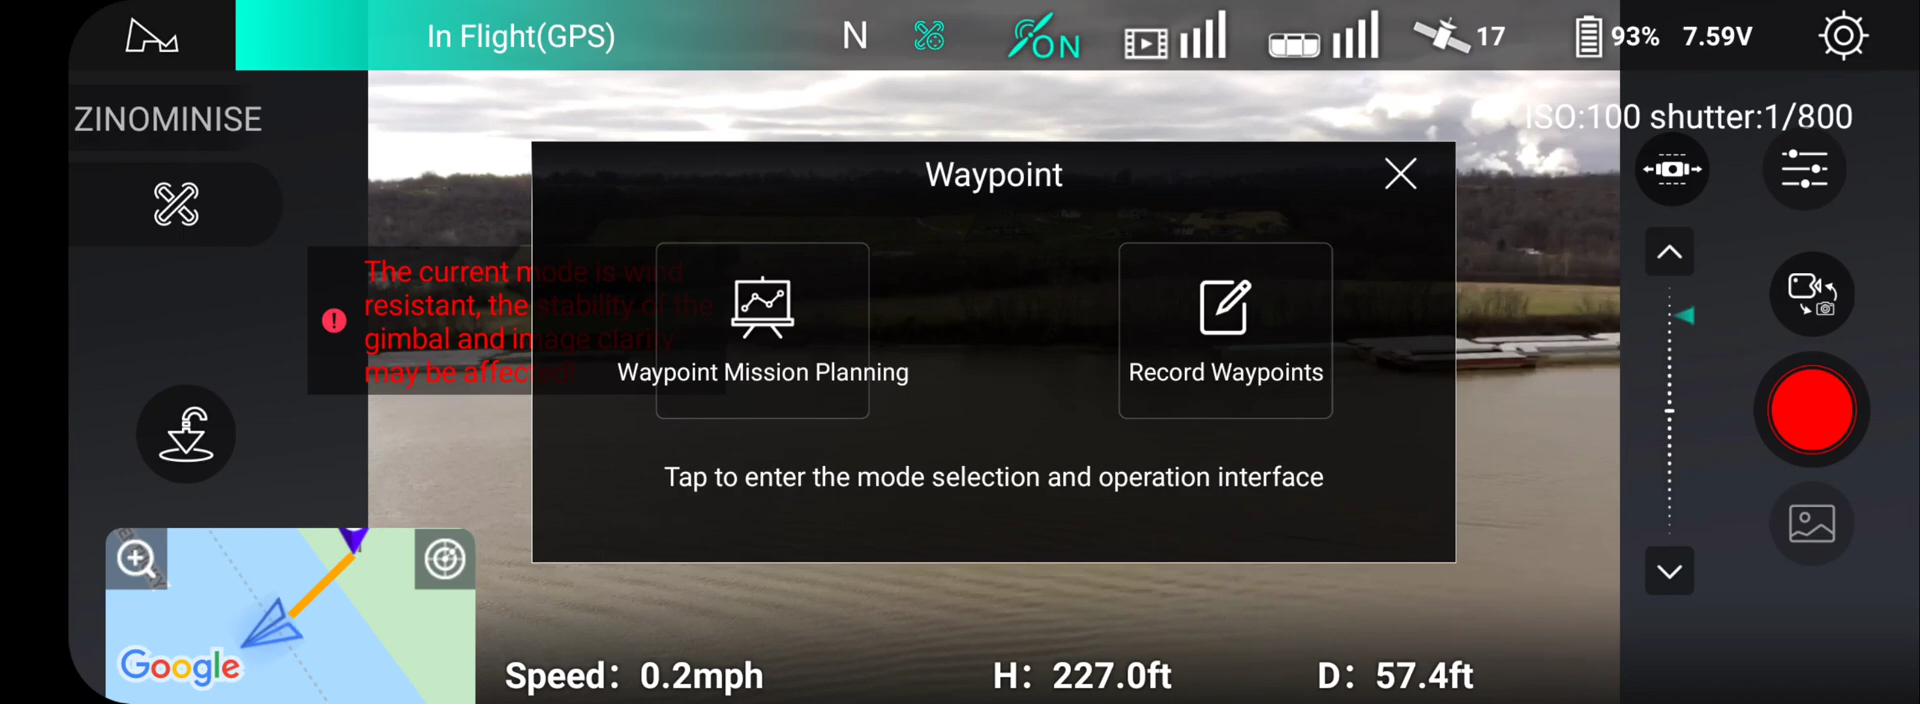 In Flight(GPS)
N
ON
17
93%
7.59V
ZINOMINISE
ISO:100 shutter:1/800
Waypoint
The current mode is wind
resistant, the stability of the
gimbal and image clarity
may be affected!
Waypoint Mission Planning
Record Waypoints
Tap to enter the mode selection and operation interface
Google
Speed: 0.2mph
H: 227.0ft
D: 57.4ft